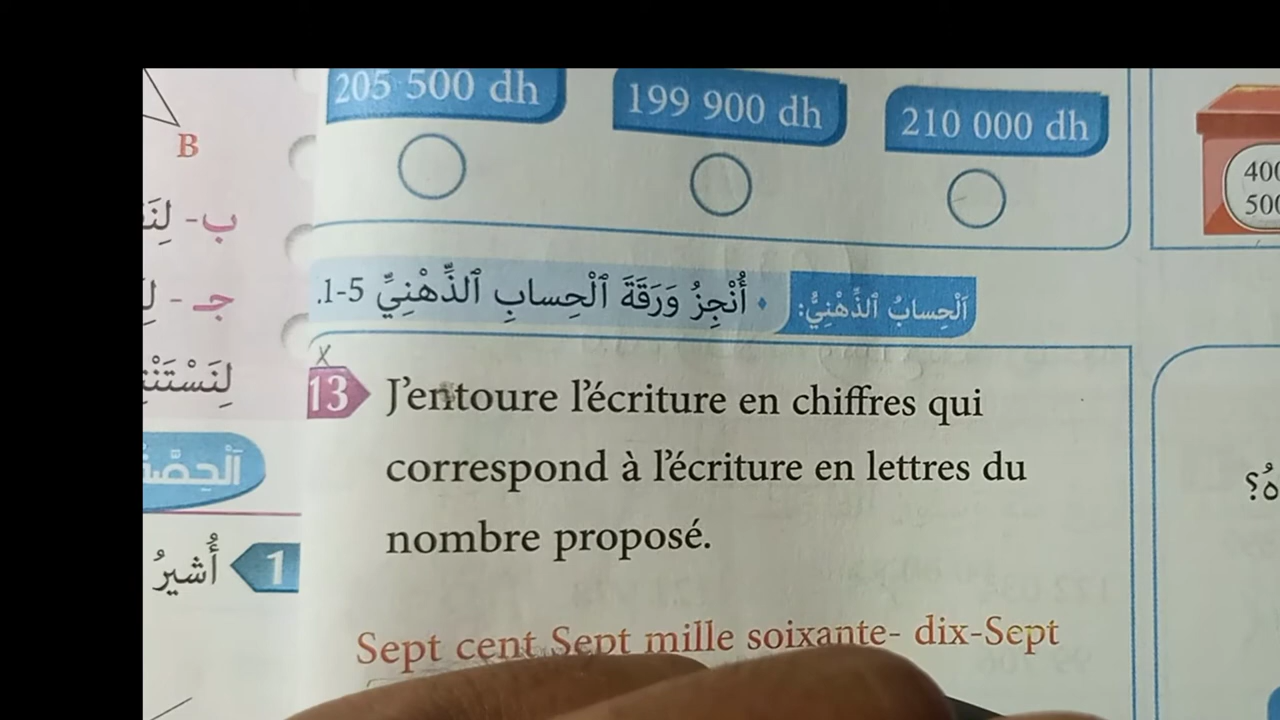 205 500 dh
199 900 dh
210 000 dh
400
500
B
ب-
جـ -
اَلْحِسابُ ٱلذِّهْنِيُّ:
• أُنْجِزُ وَرَقَةَ ٱلْحِسابِ ٱلذِّهْنِيِّ 5-1.
X
13 J'entoure l'écriture en chiffres qui
correspond à l'écriture en lettres du
nombre proposé.
Sept cent Sept mille soixante- dix-Sept
1 أُشيرُ